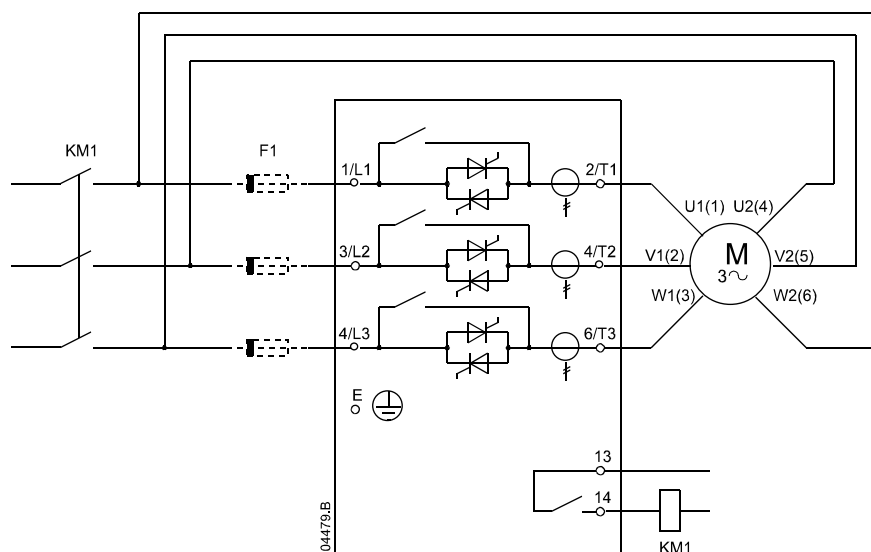 KM1
F1
1/L1
2/T1
U1(1)
U2(4)
3/L2
4/T2
V1(2)
M
3~
V2(5)
W1(3)
W2(6)
4/L3
6/T3
E
13
14
KM1
04479.B